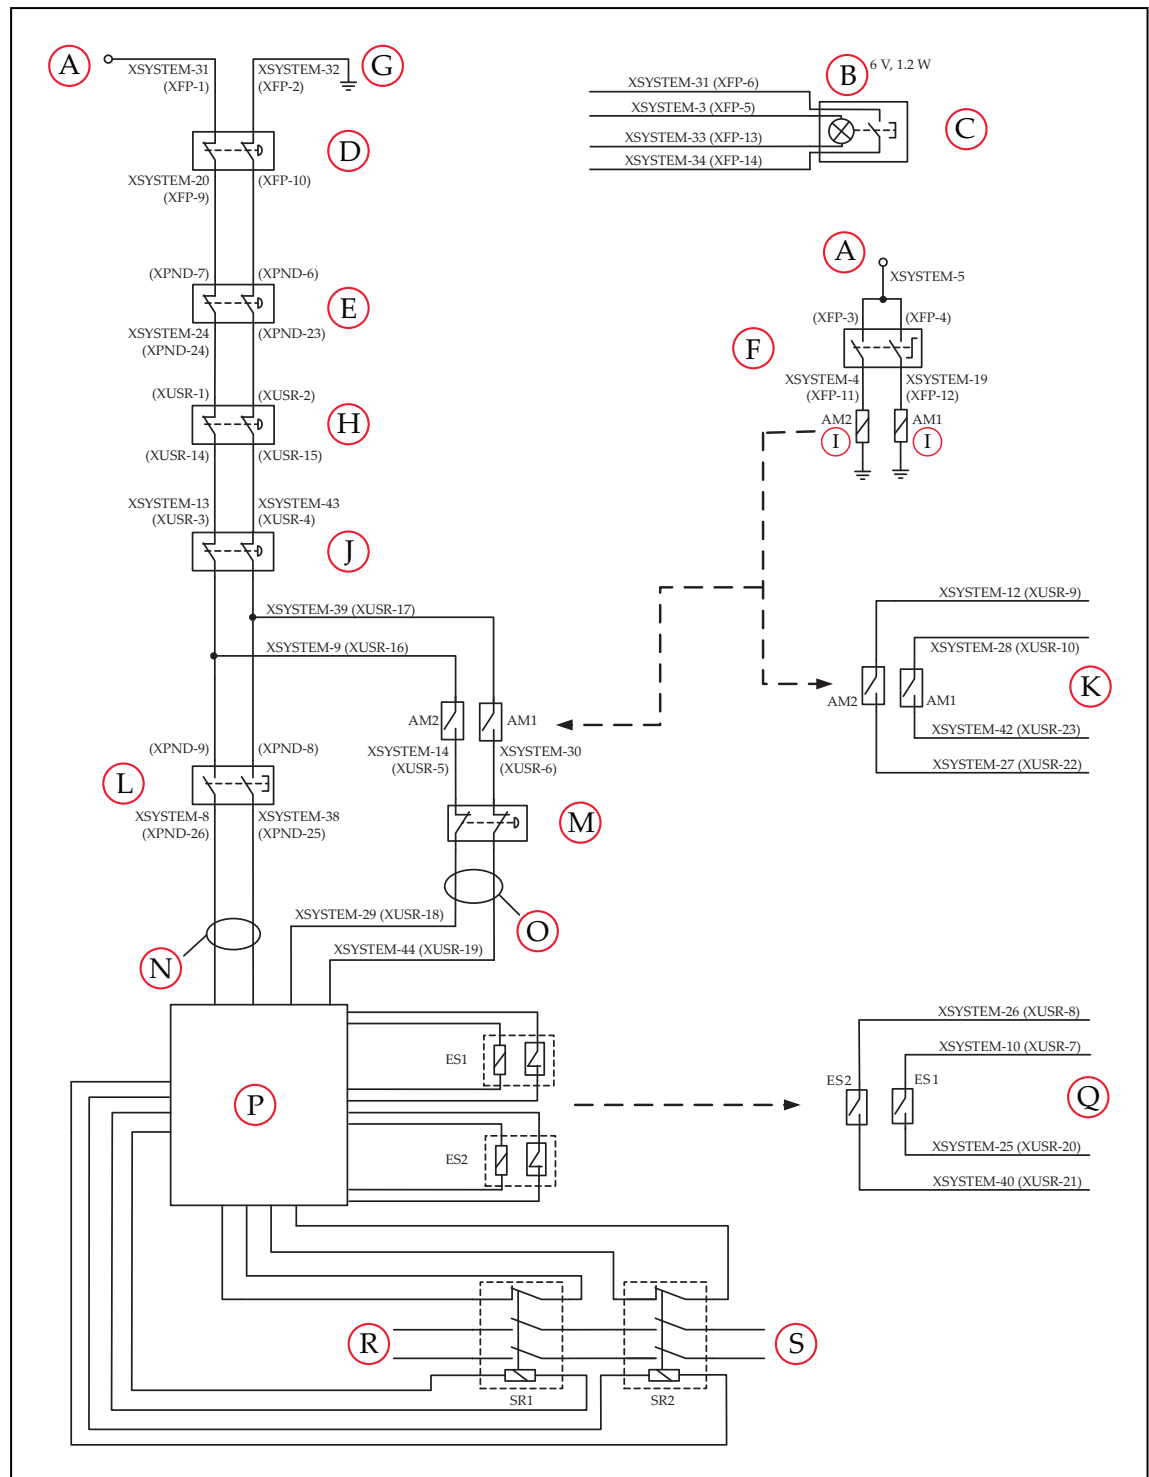 A
XSYSTEM-31
(XFP-1)
XSYSTEM-32
(XFP-2)
G
B
6 V, 1.2 W
XSYSTEM-31 (XFP-6)
XSYSTEM-3 (XFP-5)
XSYSTEM-33 (XFP-13)
XSYSTEM-34 (XFP-14)
C
D
XSYSTEM-20
(XFP-9)
(XFP-10)
A
XSYSTEM-5
(XPND-7)
(XPND-6)
E
XSYSTEM-24
(XPND-24)
(XPND-23)
(XFP-3)
(XFP-4)
F
XSYSTEM-4
(XFP-11)
XSYSTEM-19
(XFP-12)
AM2
I
AM1
I
(XUSR-1)
(XUSR-2)
H
(XUSR-14)
(XUSR-15)
XSYSTEM-13
(XUSR-3)
XSYSTEM-43
(XUSR-4)
J
XSYSTEM-39 (XUSR-17)
XSYSTEM-9 (XUSR-16)
XSYSTEM-12 (XUSR-9)
XSYSTEM-28 (XUSR-10)
K
AM2
AM1
XSYSTEM-42 (XUSR-23)
XSYSTEM-27 (XUSR-22)
AM2
AM1
XSYSTEM-14
(XUSR-5)
XSYSTEM-30
(XUSR-6)
(XPND-9)
(XPND-8)
L
XSYSTEM-8
(XPND-26)
XSYSTEM-38
(XPND-25)
M
XSYSTEM-29 (XUSR-18)
O
XSYSTEM-44 (XUSR-19)
N
P
ES1
ES2
XSYSTEM-26 (XUSR-8)
XSYSTEM-10 (XUSR-7)
ES2
ES1
Q
XSYSTEM-25 (XUSR-20)
XSYSTEM-40 (XUSR-21)
R
S
SR1
SR2